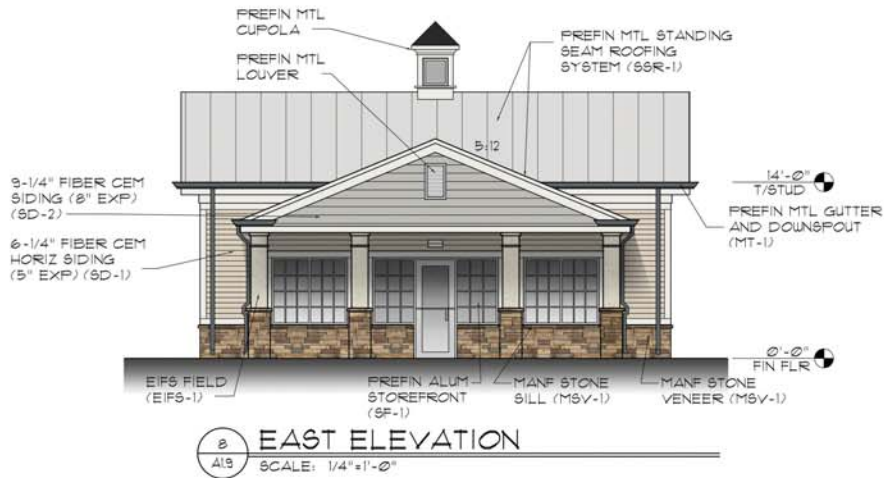 PREFIN MTL
CUPOLA
PREFIN MTL
LOUVER
PREFIN MTL STANDING
SEAM ROOFING
SYSTEM (SSR-1)
5:12
9-1/4" FIBER CEM
SIDING (8" EXP)
(SD-2)
6-1/4" FIBER CEM
HORIZ SIDING
(5" EXP) (SD-1)
14'-0"
T/STUD
PREFIN MTL GUTTER
AND DOWNSPOUT
(MT-1)
0'-0"
FIN FLR
EIFS FIELD
(EIFS-1)
PREFIN ALUM
STOREFRONT
(SF-1)
MANF STONE
SILL (MSV-1)
MANF STONE
VENEER (MSV-1)
8
A1.9
EAST ELEVATION
SCALE: 1/4"=1'-0"